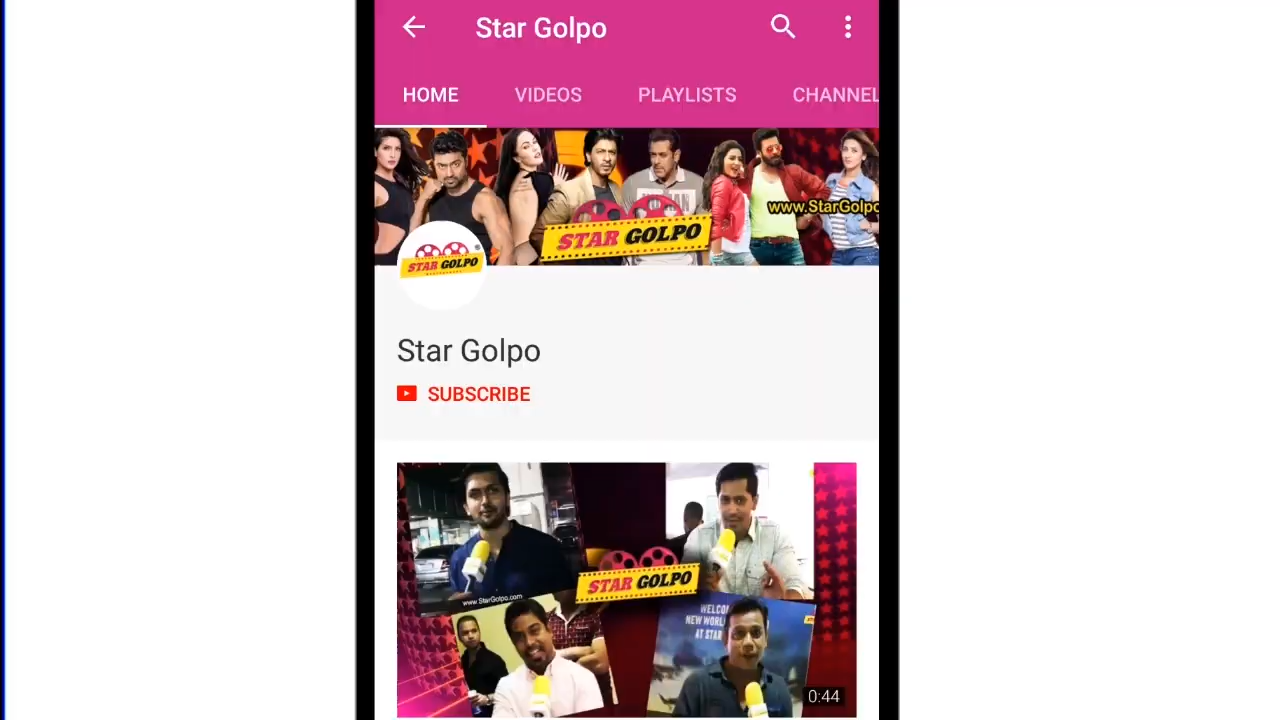 Star Golpo
HOME VIDEOS PLAYLISTS CHANNEL
www.StarGolpo
STAR GOLPO
STAR GOLPO
Star Golpo
SUBSCRIBE
STAR GOLPO
www.StarGolpo.com
WELCO
NEW WORL
AT STAR
0:44